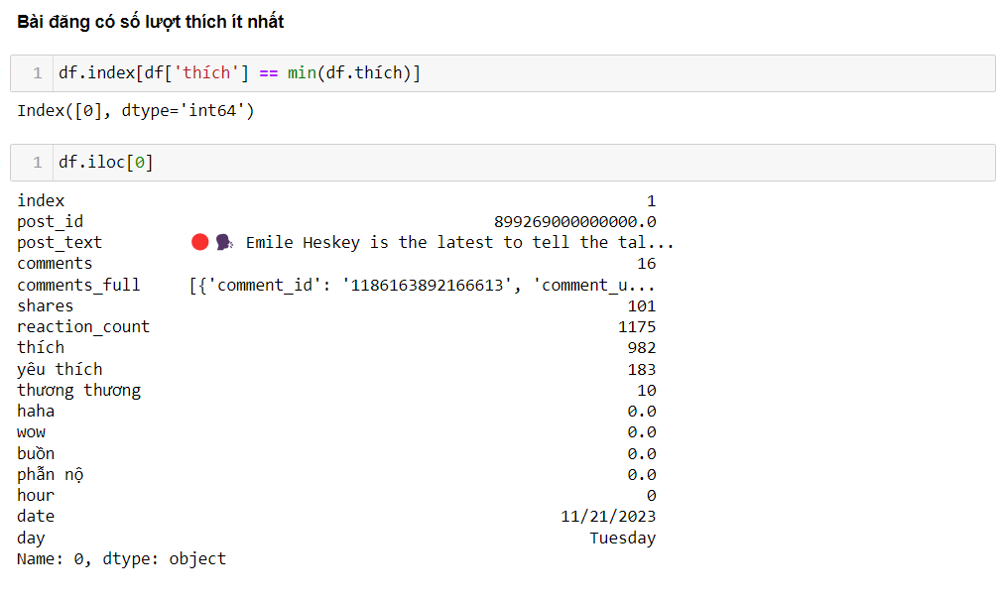 Bài đăng có số lượt thích ít nhất
1 df.index[df['thích'] == min(df.thích)]
Index([0], dtype='int64')
1 df.iloc[0]
index 1
post_id 899269000000000.0
post_text 🔴🗣 Emile Heskey is the latest to tell the tal...
comments 16
comments_full [{'comment_id': '1186163892166613', 'comment_u...
shares 101
reaction_count 1175
thích 982
yêu thích 183
thương thương 10
haha 0.0
wow 0.0
buồn 0.0
phẫn nộ 0.0
hour 0
date 11/21/2023
day Tuesday
Name: 0, dtype: object